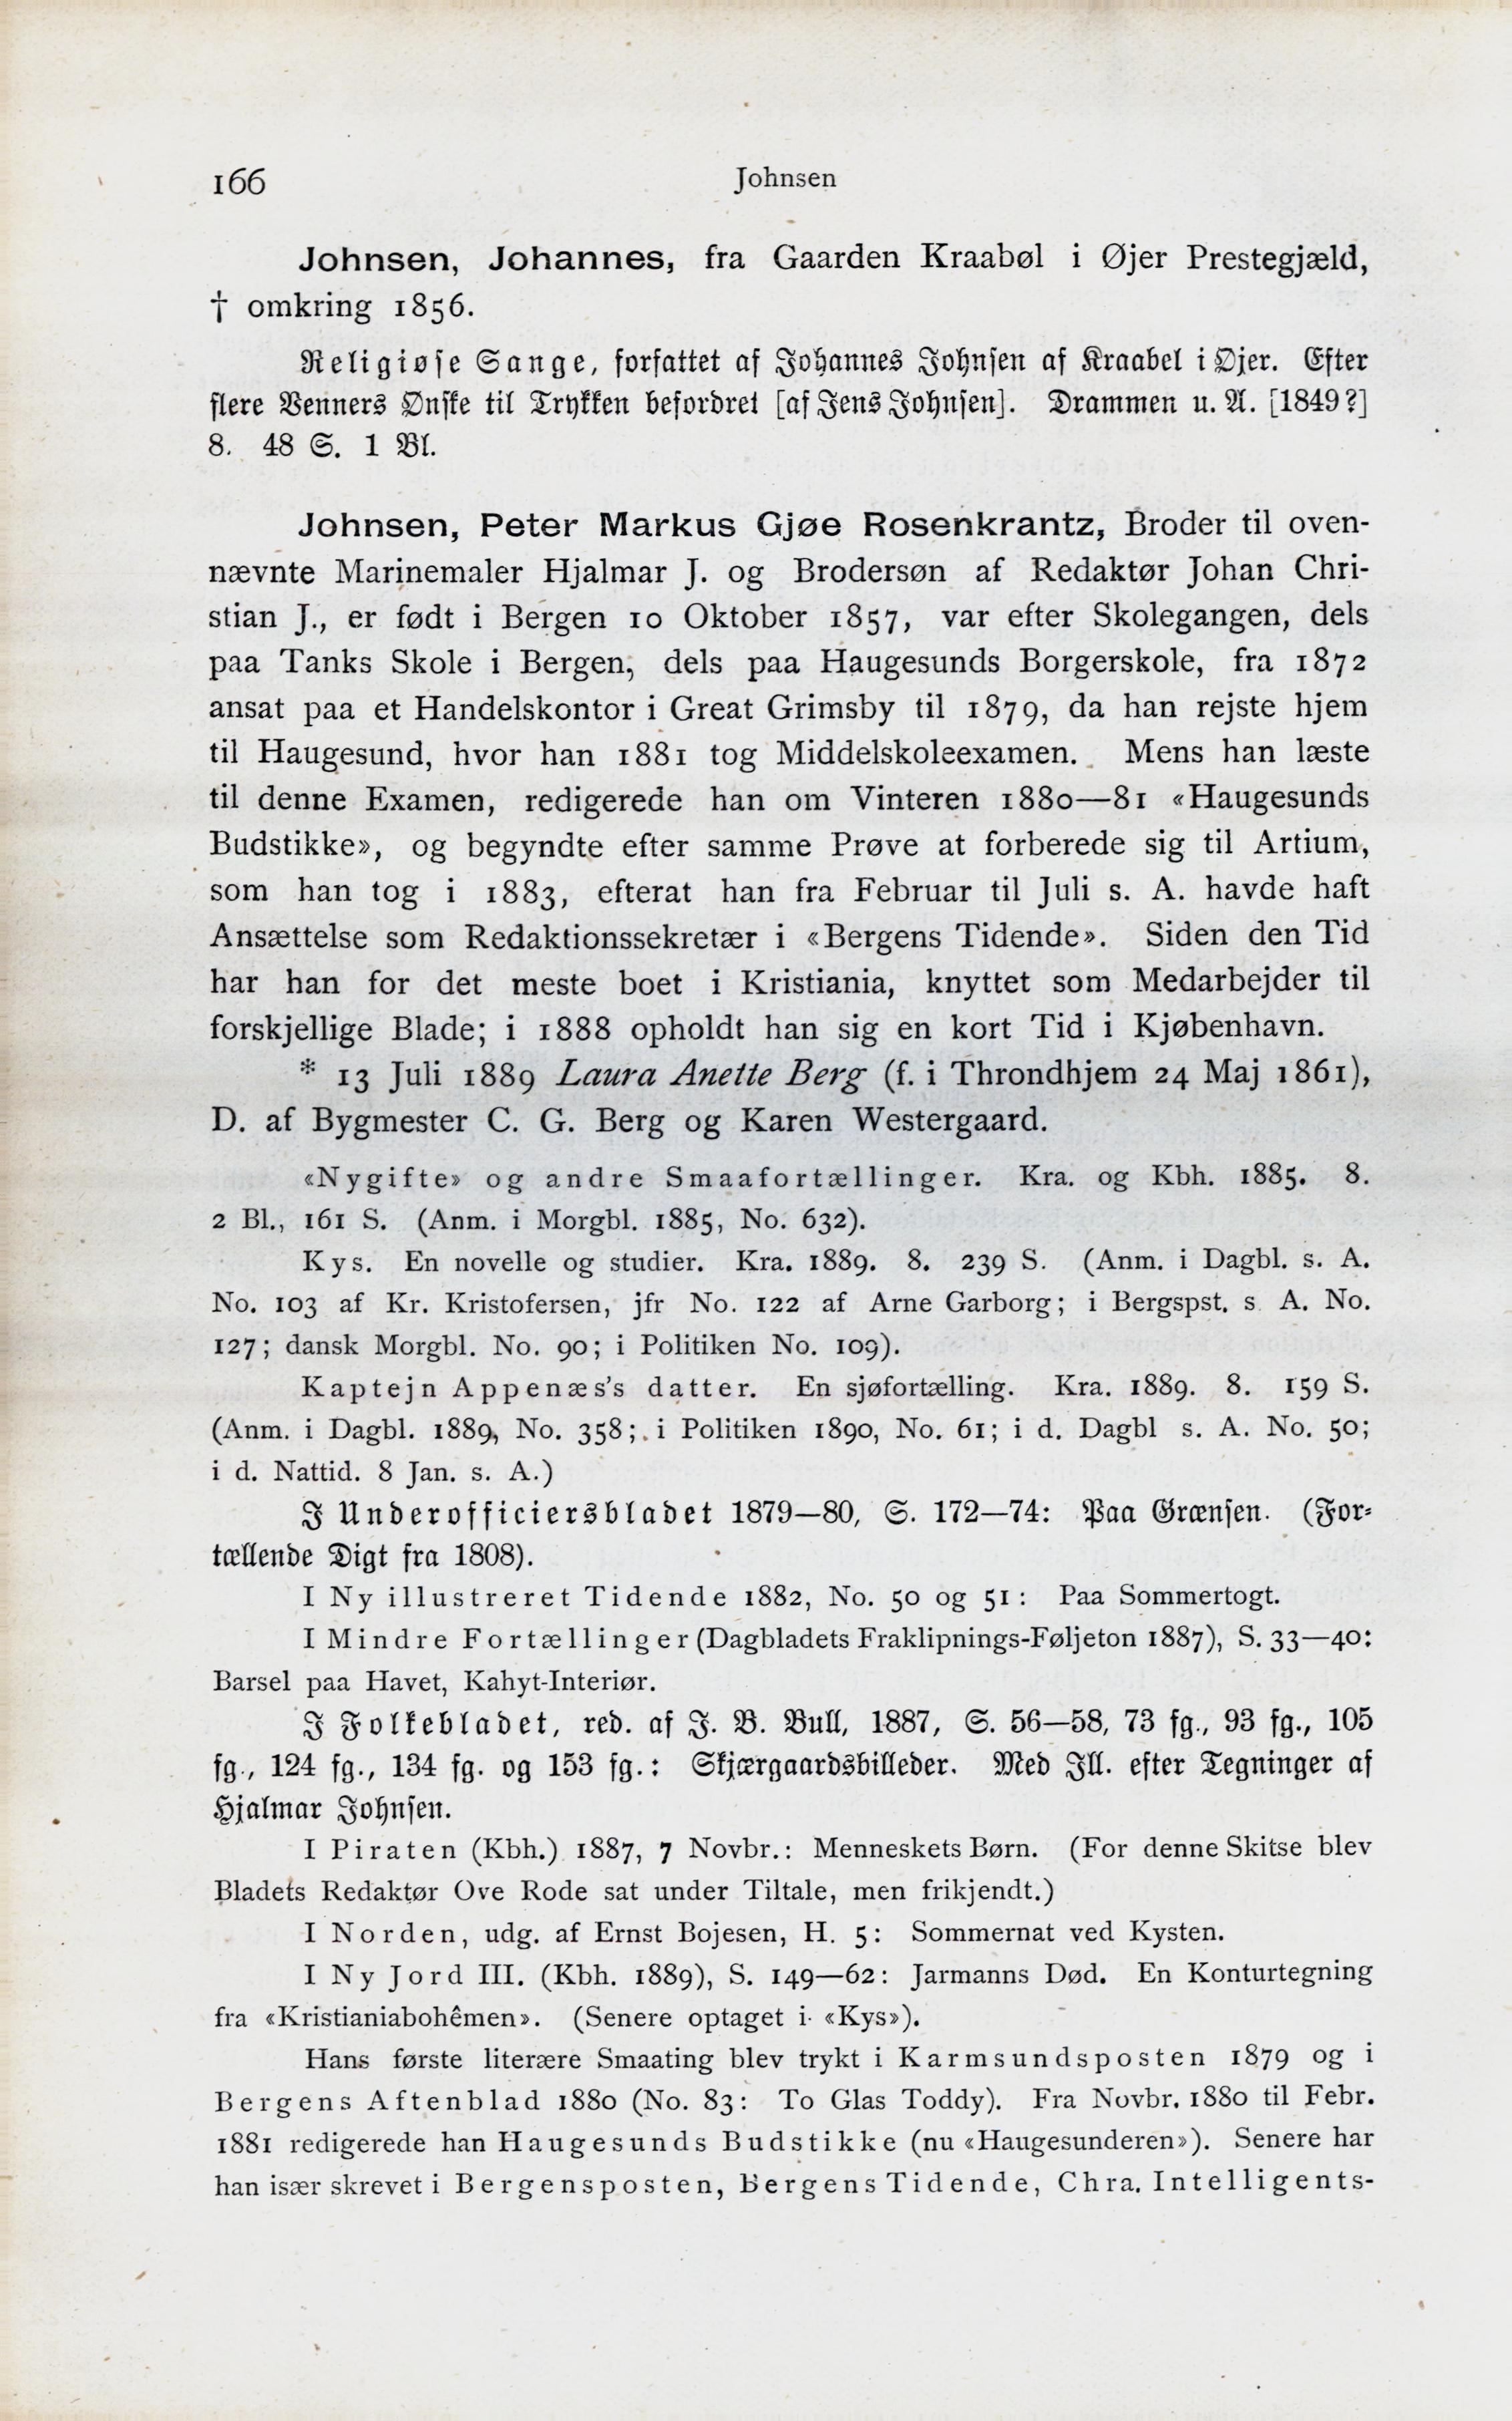 166
Johnsen
Johnsen, Johannes, fra Gaarden Kraabøl i Øjer Prestegjæld,
† omkring 1856.
Religiøse Sange, forfattet af Johannes Johnsen af Kraabel i Øjer. Efter
flere Venners Ønske til Trykken befordret [af Jens Johnsen]. Drammen u. A. [1849?]
8. 48 S. 1 Bl.
Johnsen, Peter Markus Gjøe Rosenkrantz, Broder til oven-
nævnte Marinemaler Hjalmar J. og Brodersøn af Redaktør Johan Chri-
stian J., er født i Bergen 10 Oktober 1857, var efter Skolegangen, dels
paa Tanks Skole i Bergen, dels paa Haugesunds Borgerskole, fra 1872
ansat paa et Handelskontor i Great Grimsby til 1879, da han rejste hjem
til Haugesund, hvor han 1881 tog Middelskoleexamen. Mens han læste
til denne Examen, redigerede han om Vinteren 1880—81 «Haugesunds
Budstikke», og begyndte efter samme Prøve at forberede sig til Artium,
som han tog i 1883, efterat han fra Februar til Juli s. A. havde haft
Ansættelse som Redaktionssekretær i «Bergens Tidende». Siden den Tid
har han for det meste boet i Kristiania, knyttet som Medarbejder til
forskjellige Blade; i 1888 opholdt han sig en kort Tid i Kjøbenhavn.
* 13 Juli 1889 Laura Anette Berg (f. i Throndhjem 24 Maj 1861),
D. af Bygmester C. G. Berg og Karen Westergaard.
«Nygifte» og andre Smaafortællinger. Kra. og Kbh. 1885. 8.
2 Bl., 161 S. (Anm. i Morgbl. 1885, No. 632).
Kys. En novelle og studier. Kra. 1889. 8. 239 S. (Anm. i Dagbl. s. A.
No. 103 af Kr. Kristofersen, jfr No. 122 af Arne Garborg; i Bergspst. s A. No.
127; dansk Morgbl. No. 90; i Politiken No. 109).
Kaptejn Appenæs's datter. En sjøfortælling. Kra. 1889. 8. 159 S.
(Anm. i Dagbl. 1889, No. 358; i Politiken 1890, No. 61; i d. Dagbl s. A. No. 50;
i d. Nattid. 8 Jan. s. A.)
I Underofficiersbladet 1879—80, S. 172—74: Paa Grænsen. (For-
tællende Digt fra 1808).
I Ny illustreret Tidende 1882, No. 50 og 51: Paa Sommertogt.
I Mindre Fortællinger (Dagbladets Fraklipnings-Føljeton 1887), S. 33—40:
Barsel paa Havet, Kahyt-Interiør.
I Folkebladet, red. af J. B. Bull, 1887, S. 56—58, 73 fg., 93 fg., 105
fg., 124 fg., 134 fg. og 153 fg.: Skjærgaardsbilleder. Med Ill. efter Tegninger af
Hjalmar Johnsen.
I Piraten (Kbh.) 1887, 7 Novbr.: Menneskets Børn. (For denne Skitse blev
Bladets Redaktør Ove Rode sat under Tiltale, men frikjendt.)
I Norden, udg. af Ernst Bojesen, H. 5: Sommernat ved Kysten.
I Ny Jord III. (Kbh. 1889), S. 149—62: Jarmanns Død. En Konturtegning
fra «Kristianiabohêmen». (Senere optaget i «Kys»).
Hans første literære Smaating blev trykt i Karmsundsposten 1879 og i
Bergens Aftenblad 1880 (No. 83: To Glas Toddy). Fra Novbr. 1880 til Febr.
1881 redigerede han Haugesunds Budstikke (nu «Haugesunderen»). Senere har
han især skrevet i Bergensposten, Bergens Tidende, Chra. Intelligents-